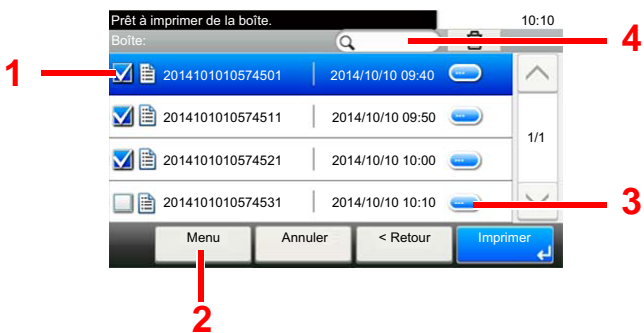 Prêt à imprimer de la boîte. 10:10
Boîte: 4
1 2014101010574501 2014/10/10 09:40
2014101010574511 2014/10/10 09:50
1/1
2014101010574521 2014/10/10 10:00
2014101010574531 2014/10/10 10:10 3
Menu Annuler < Retour Imprimer
2